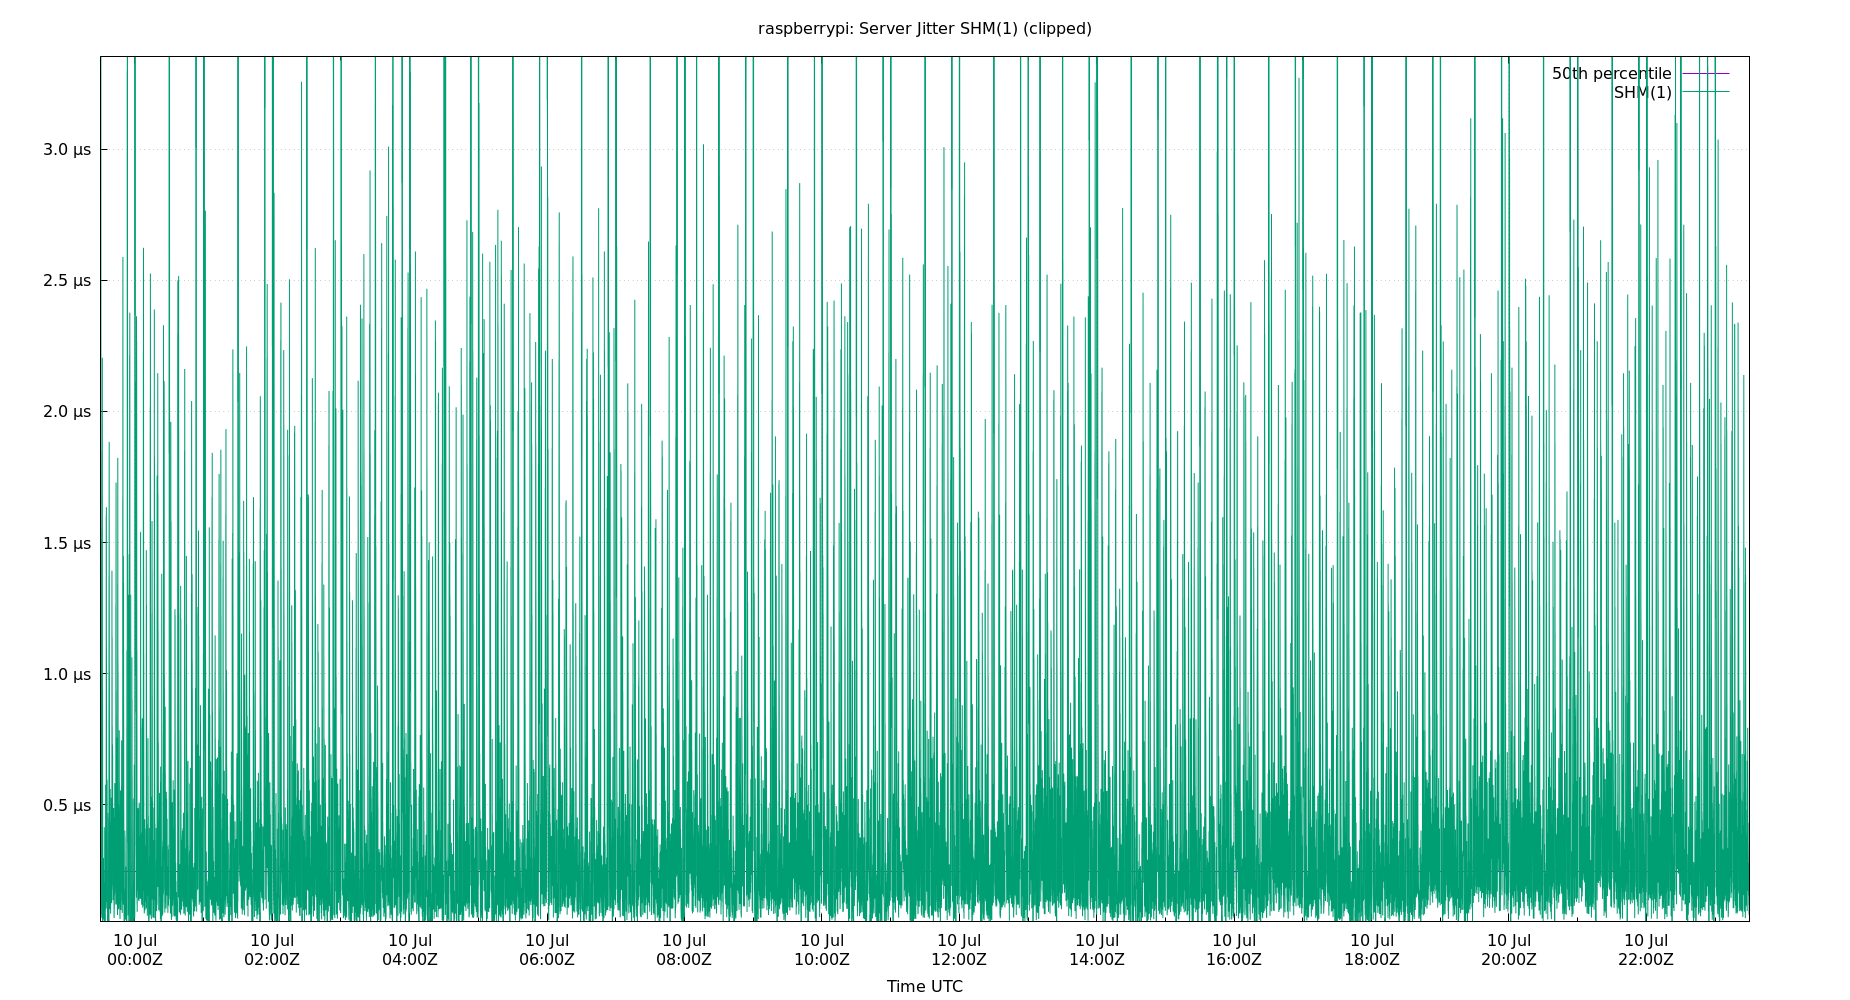 raspberrypi: Server Jitter SHM(1) (clipped)
50th percentile
SHM(1)
3.0 µs
2.5 µs
2.0 µs
1.5 µs
1.0 µs
0.5 µs
10 Jul 10 Jul 10 Jul 10 Jul 10 Jul 10 Jul 10 Jul 10 Jul 10 Jul 10 Jul 10 Jul 10 Jul
00:00Z 02:00Z 04:00Z 06:00Z 08:00Z 10:00Z 12:00Z 14:00Z 16:00Z 18:00Z 20:00Z 22:00Z
Time UTC